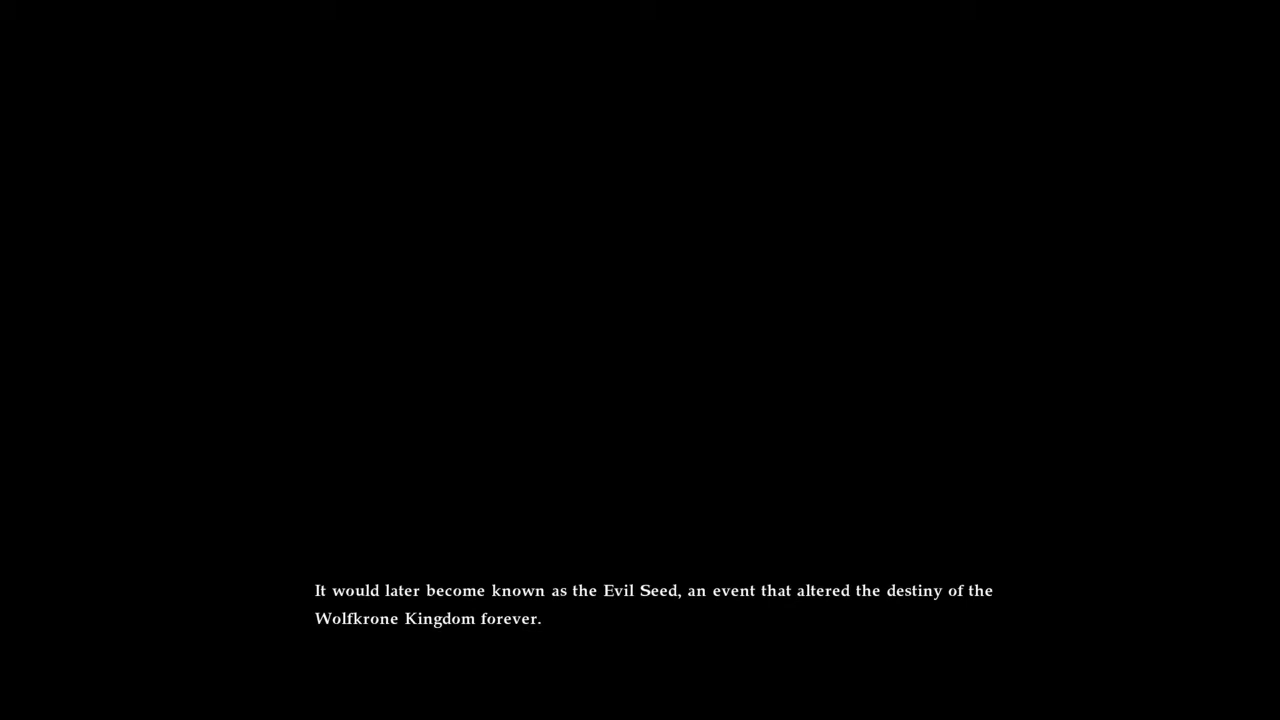 It would later become known as the Evil Seed, an event that altered the destiny of the
Wolfkrone Kingdom forever.